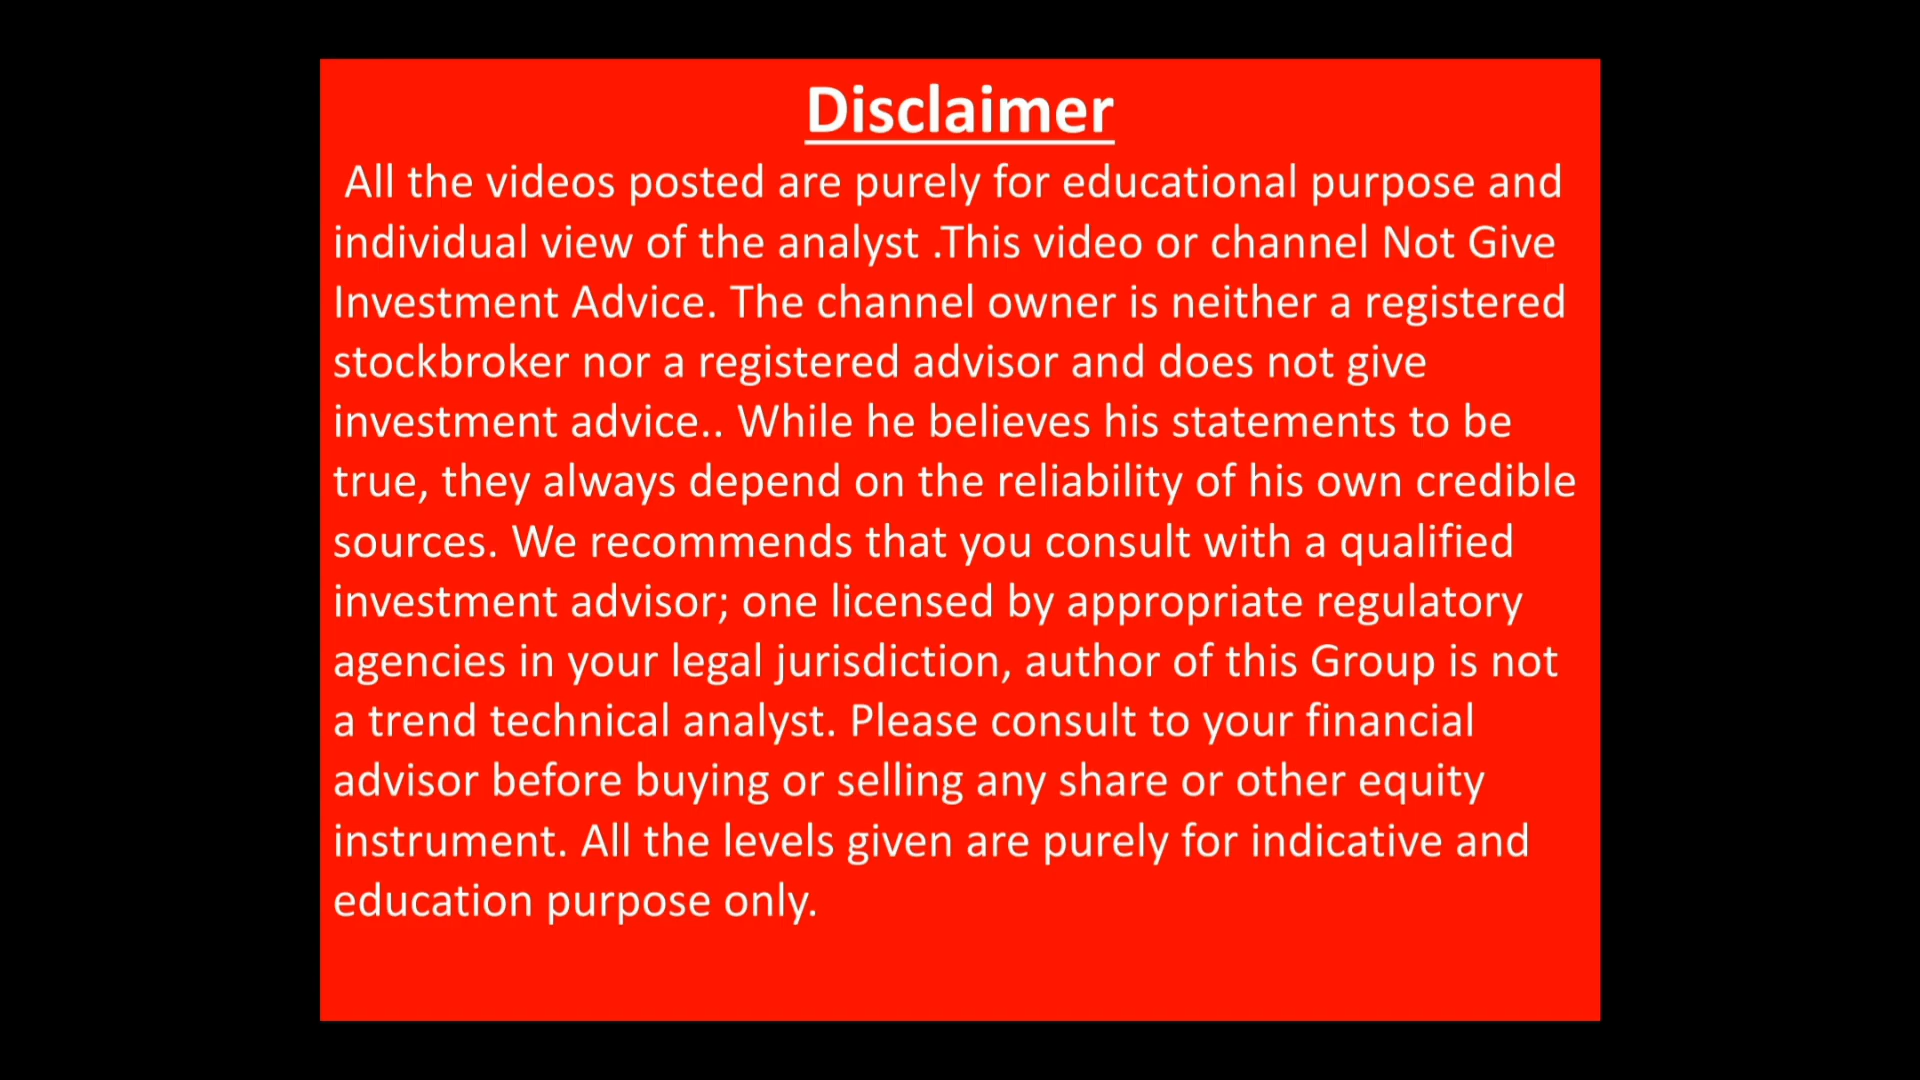 Disclaimer
All the videos posted are purely for educational purpose and
individual view of the analyst .This video or channel Not Give
Investment Advice. The channel owner is neither a registered
stockbroker nor a registered advisor and does not give
investment advice.. While he believes his statements to be
true, they always depend on the reliability of his own credible
sources. We recommends that you consult with a qualified
investment advisor; one licensed by appropriate regulatory
agencies in your legal jurisdiction, author of this Group is not
a trend technical analyst. Please consult to your financial
advisor before buying or selling any share or other equity
instrument. All the levels given are purely for indicative and
education purpose only.